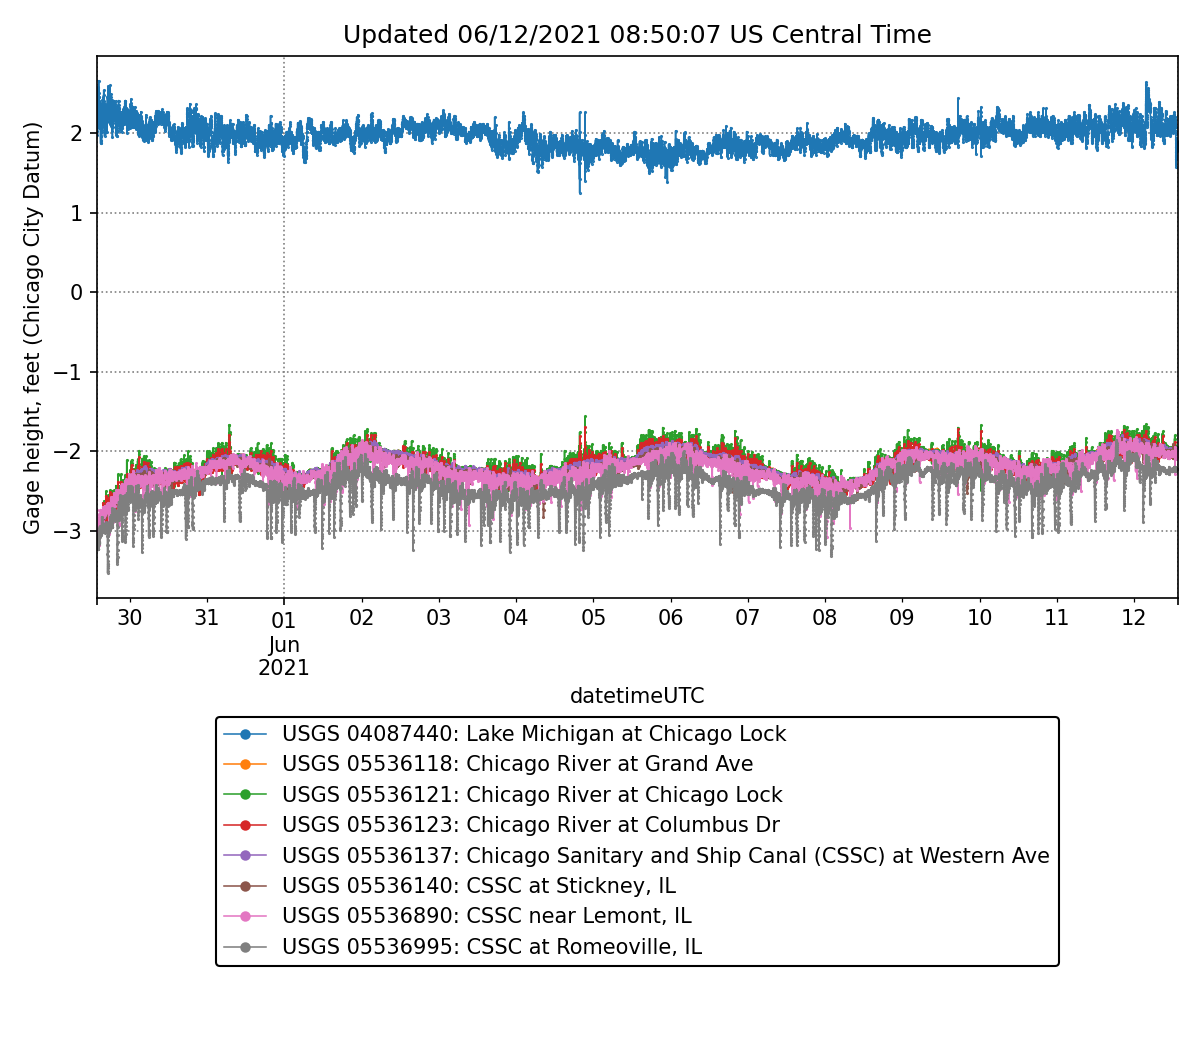 Updated 06/12/2021 08:50:07 US Central Time
Gage height, feet (Chicago City Datum)
2
1
0
−1
−2
−3
30 31 01 02 03 04 05 06 07 08 09 10 11 12
Jun
2021
datetimeUTC
USGS 04087440: Lake Michigan at Chicago Lock
USGS 05536118: Chicago River at Grand Ave
USGS 05536121: Chicago River at Chicago Lock
USGS 05536123: Chicago River at Columbus Dr
USGS 05536137: Chicago Sanitary and Ship Canal (CSSC) at Western Ave
USGS 05536140: CSSC at Stickney, IL
USGS 05536890: CSSC near Lemont, IL
USGS 05536995: CSSC at Romeoville, IL